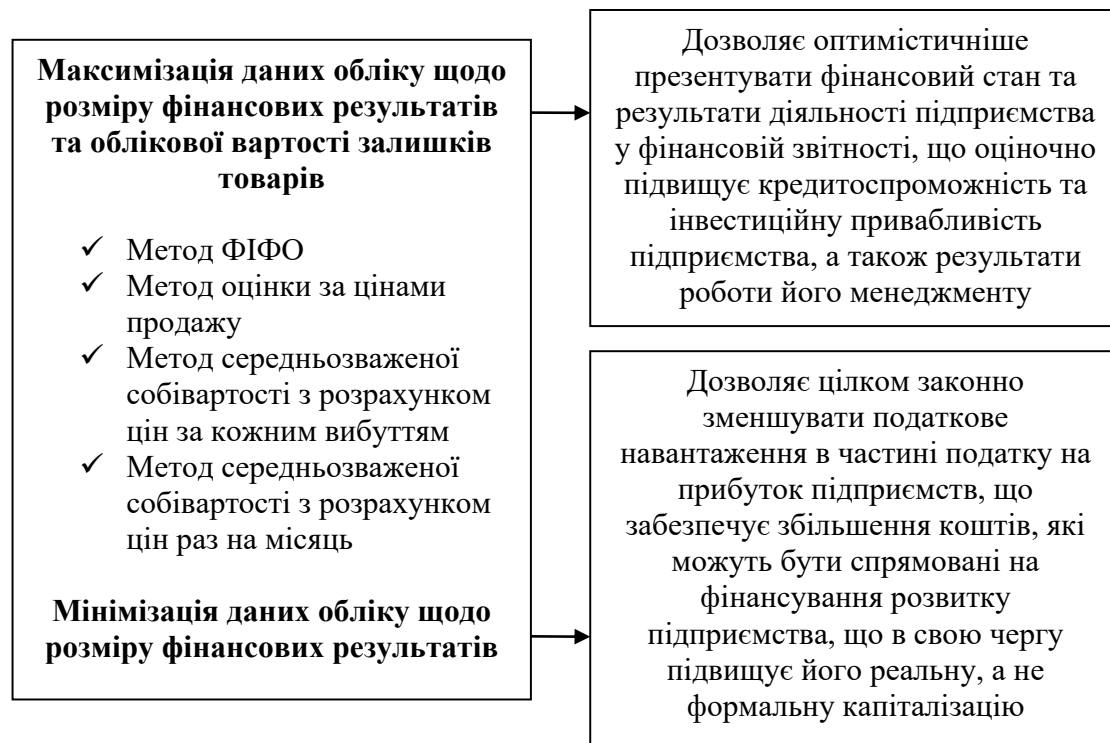 Максимізація даних обліку щодо
розміру фінансових результатів
та облікової вартості залишків
товарів
✓ Метод ФІФО
✓ Метод оцінки за цінами
продажу
✓ Метод середньозваженої
собівартості з розрахунком
цін за кожним вибуттям
✓ Метод середньозваженої
собівартості з розрахунком
цін раз на місяць
Мінімізація даних обліку щодо
розміру фінансових результатів
Дозволяє оптимістичніше
презентувати фінансовий стан та
результати діяльності підприємства
у фінансовій звітності, що оціночно
підвищує кредитоспроможність та
інвестиційну привабливість
підприємства, а також результати
роботи його менеджменту
Дозволяє цілком законно
зменшувати податкове
навантаження в частині податку на
прибуток підприємств, що
забезпечує збільшення коштів, які
можуть бути спрямовані на
фінансування розвитку
підприємства, що в свою чергу
підвищує його реальну, а не
формальну капіталізацію